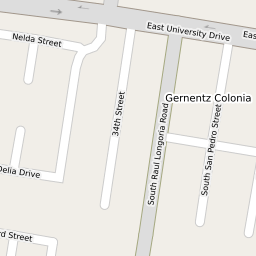 East University Drive
East
Nelda Street
34th Street
Gernentz Colonia
South Raul Longoria Road
South San Pedro Street
Delia Drive
rd Street